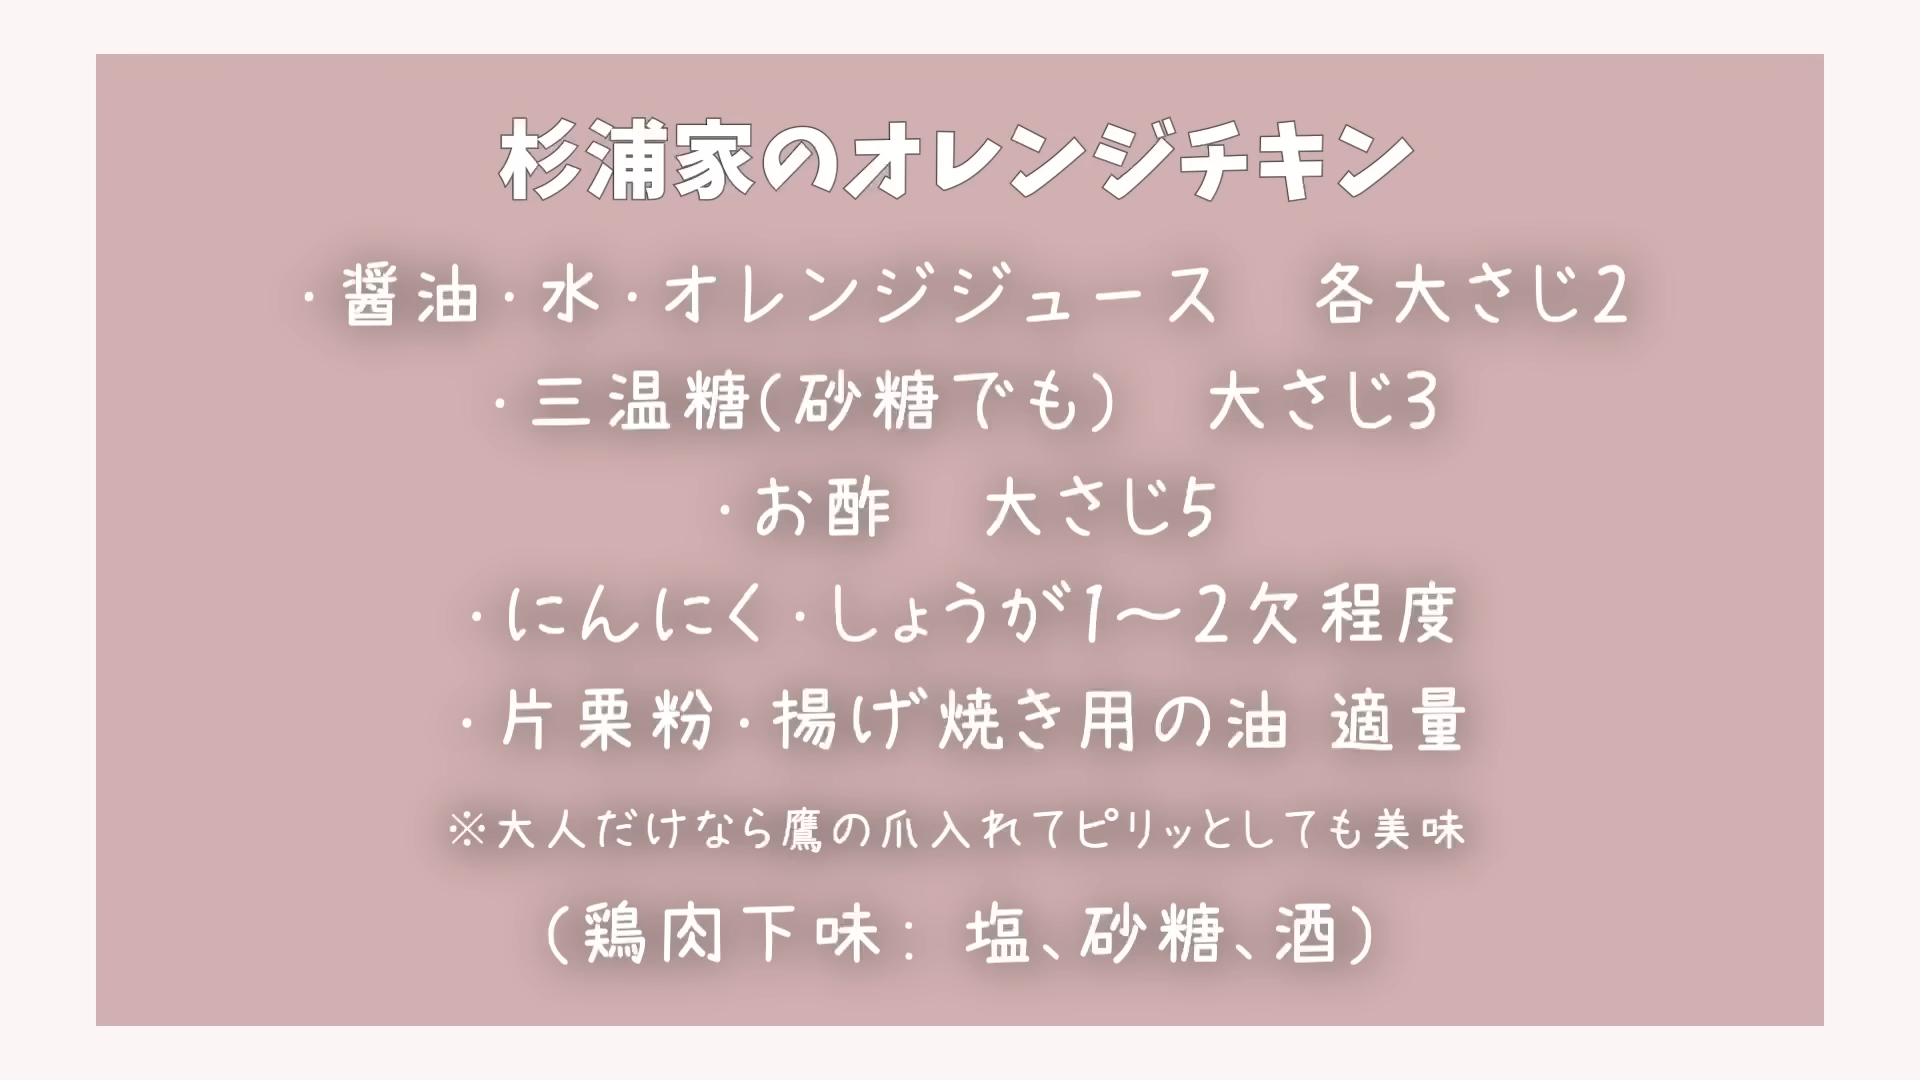 杉浦家のオレンジチキン
・醤油・水・オレンジジュース　各大さじ2
・三温糖(砂糖でも)　大さじ3
・お酢　大さじ5
・にんにく・しょうが1〜2欠程度
・片栗粉・揚げ焼き用の油 適量
※大人だけなら鷹の爪入れてピリッとしても美味
(鶏肉下味: 塩、砂糖、酒)